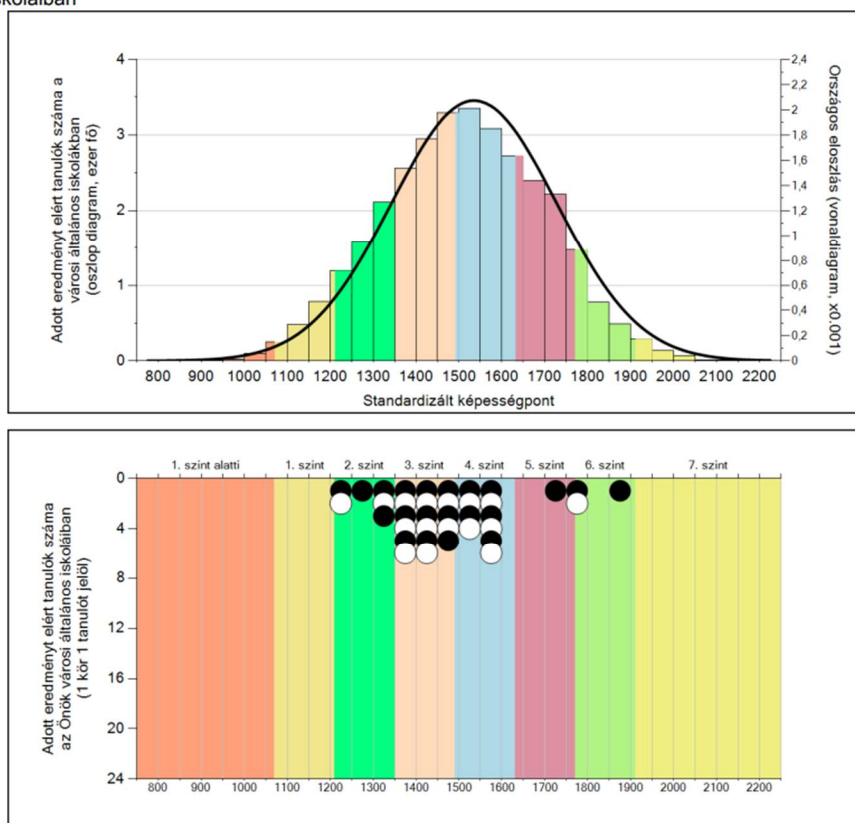 skoláiban
Adott eredményt elért tanulók száma a
városi általános iskolákban
(oszlop diagram, ezer fő)
4
3
2
1
0
2,4
2,2
2
1,8
1,6
1,4
1,2
1
0,8
0,6
0,4
0,2
0
Országos eloszlás (vonaldiagram, x0.001)
800 900 1000 1100 1200 1300 1400 1500 1600 1700 1800 1900 2000 2100 2200
Standardizált képességpont
1. szint alatti 1. szint 2. szint 3. szint 4. szint 5. szint 6. szint 7. szint
Adott eredményt elért tanulók száma
az Önök városi általános iskoláiban
(1 kör 1 tanulót jelöl)
0
4
8
12
16
20
24
800 900 1000 1100 1200 1300 1400 1500 1600 1700 1800 1900 2000 2100 2200